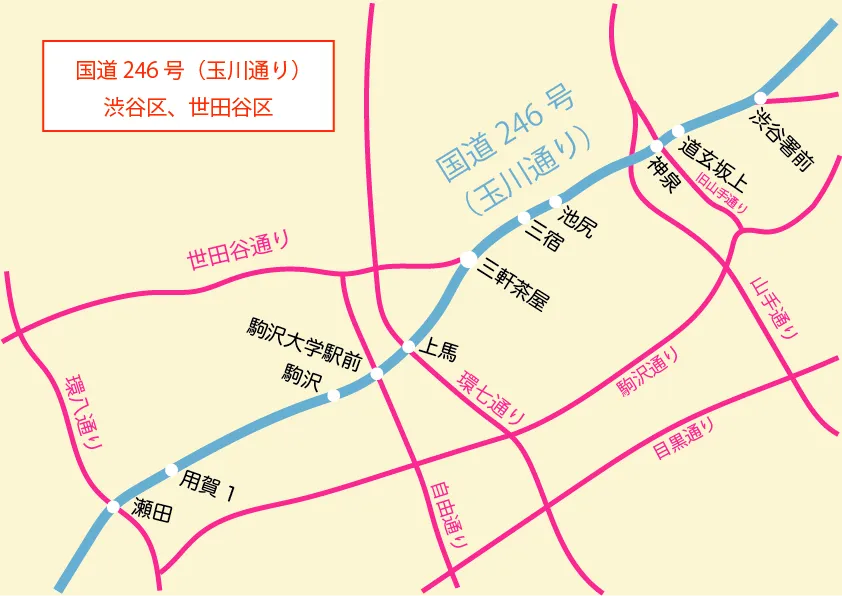 国道 246 号（玉川通り）
渋谷区、世田谷区
国道 246 号
（玉川通り）
渋谷署前
道玄坂上
神泉
旧山手通り
池尻
三宿
世田谷通り
三軒茶屋
山手通り
駒沢大学駅前
上馬
駒沢
環七通り
駒沢通り
環八通り
目黒通り
用賀 1
瀬田
自由通り